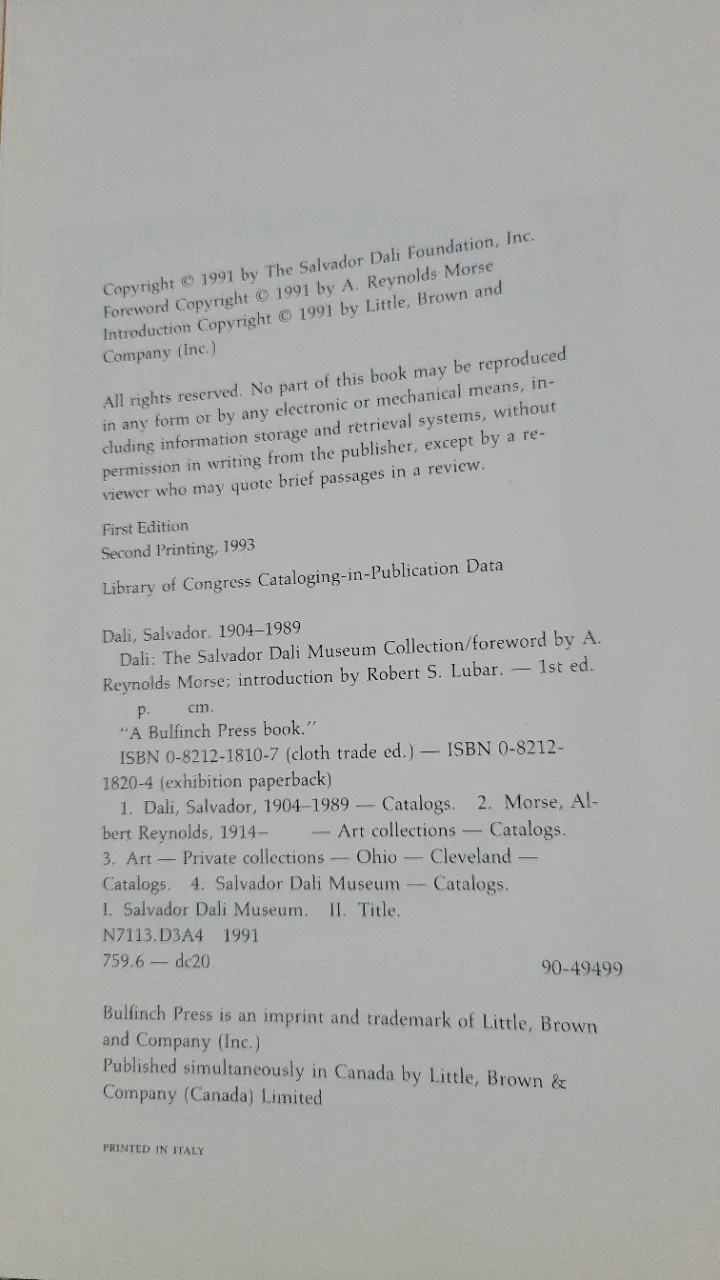 Copyright © 1991 by The Salvador Dali Foundation, Inc.
Foreword Copyright © 1991 by A. Reynolds Morse
Introduction Copyright © 1991 by Little, Brown and
Company (Inc.)
All rights reserved. No part of this book may be reproduced
in any form or by any electronic or mechanical means, in-
cluding information storage and retrieval systems, without
permission in writing from the publisher, except by a re-
viewer who may quote brief passages in a review.
First Edition
Second Printing, 1993
Library of Congress Cataloging-in-Publication Data
Dali, Salvador. 1904–1989
Dali: The Salvador Dali Museum Collection/foreword by A.
Reynolds Morse; introduction by Robert S. Lubar. — 1st ed.
p. cm.
“A Bulfinch Press book.”
ISBN 0-8212-1810-7 (cloth trade ed.) — ISBN 0-8212-
1820-4 (exhibition paperback)
1. Dali, Salvador, 1904–1989 — Catalogs. 2. Morse, Al-
bert Reynolds, 1914– — Art collections — Catalogs.
3. Art — Private collections — Ohio — Cleveland —
Catalogs. 4. Salvador Dali Museum — Catalogs.
I. Salvador Dali Museum. II. Title.
N7113.D3A4 1991
759.6 — dc20 90-49499
Bulfinch Press is an imprint and trademark of Little, Brown
and Company (Inc.)
Published simultaneously in Canada by Little, Brown &
Company (Canada) Limited
PRINTED IN ITALY